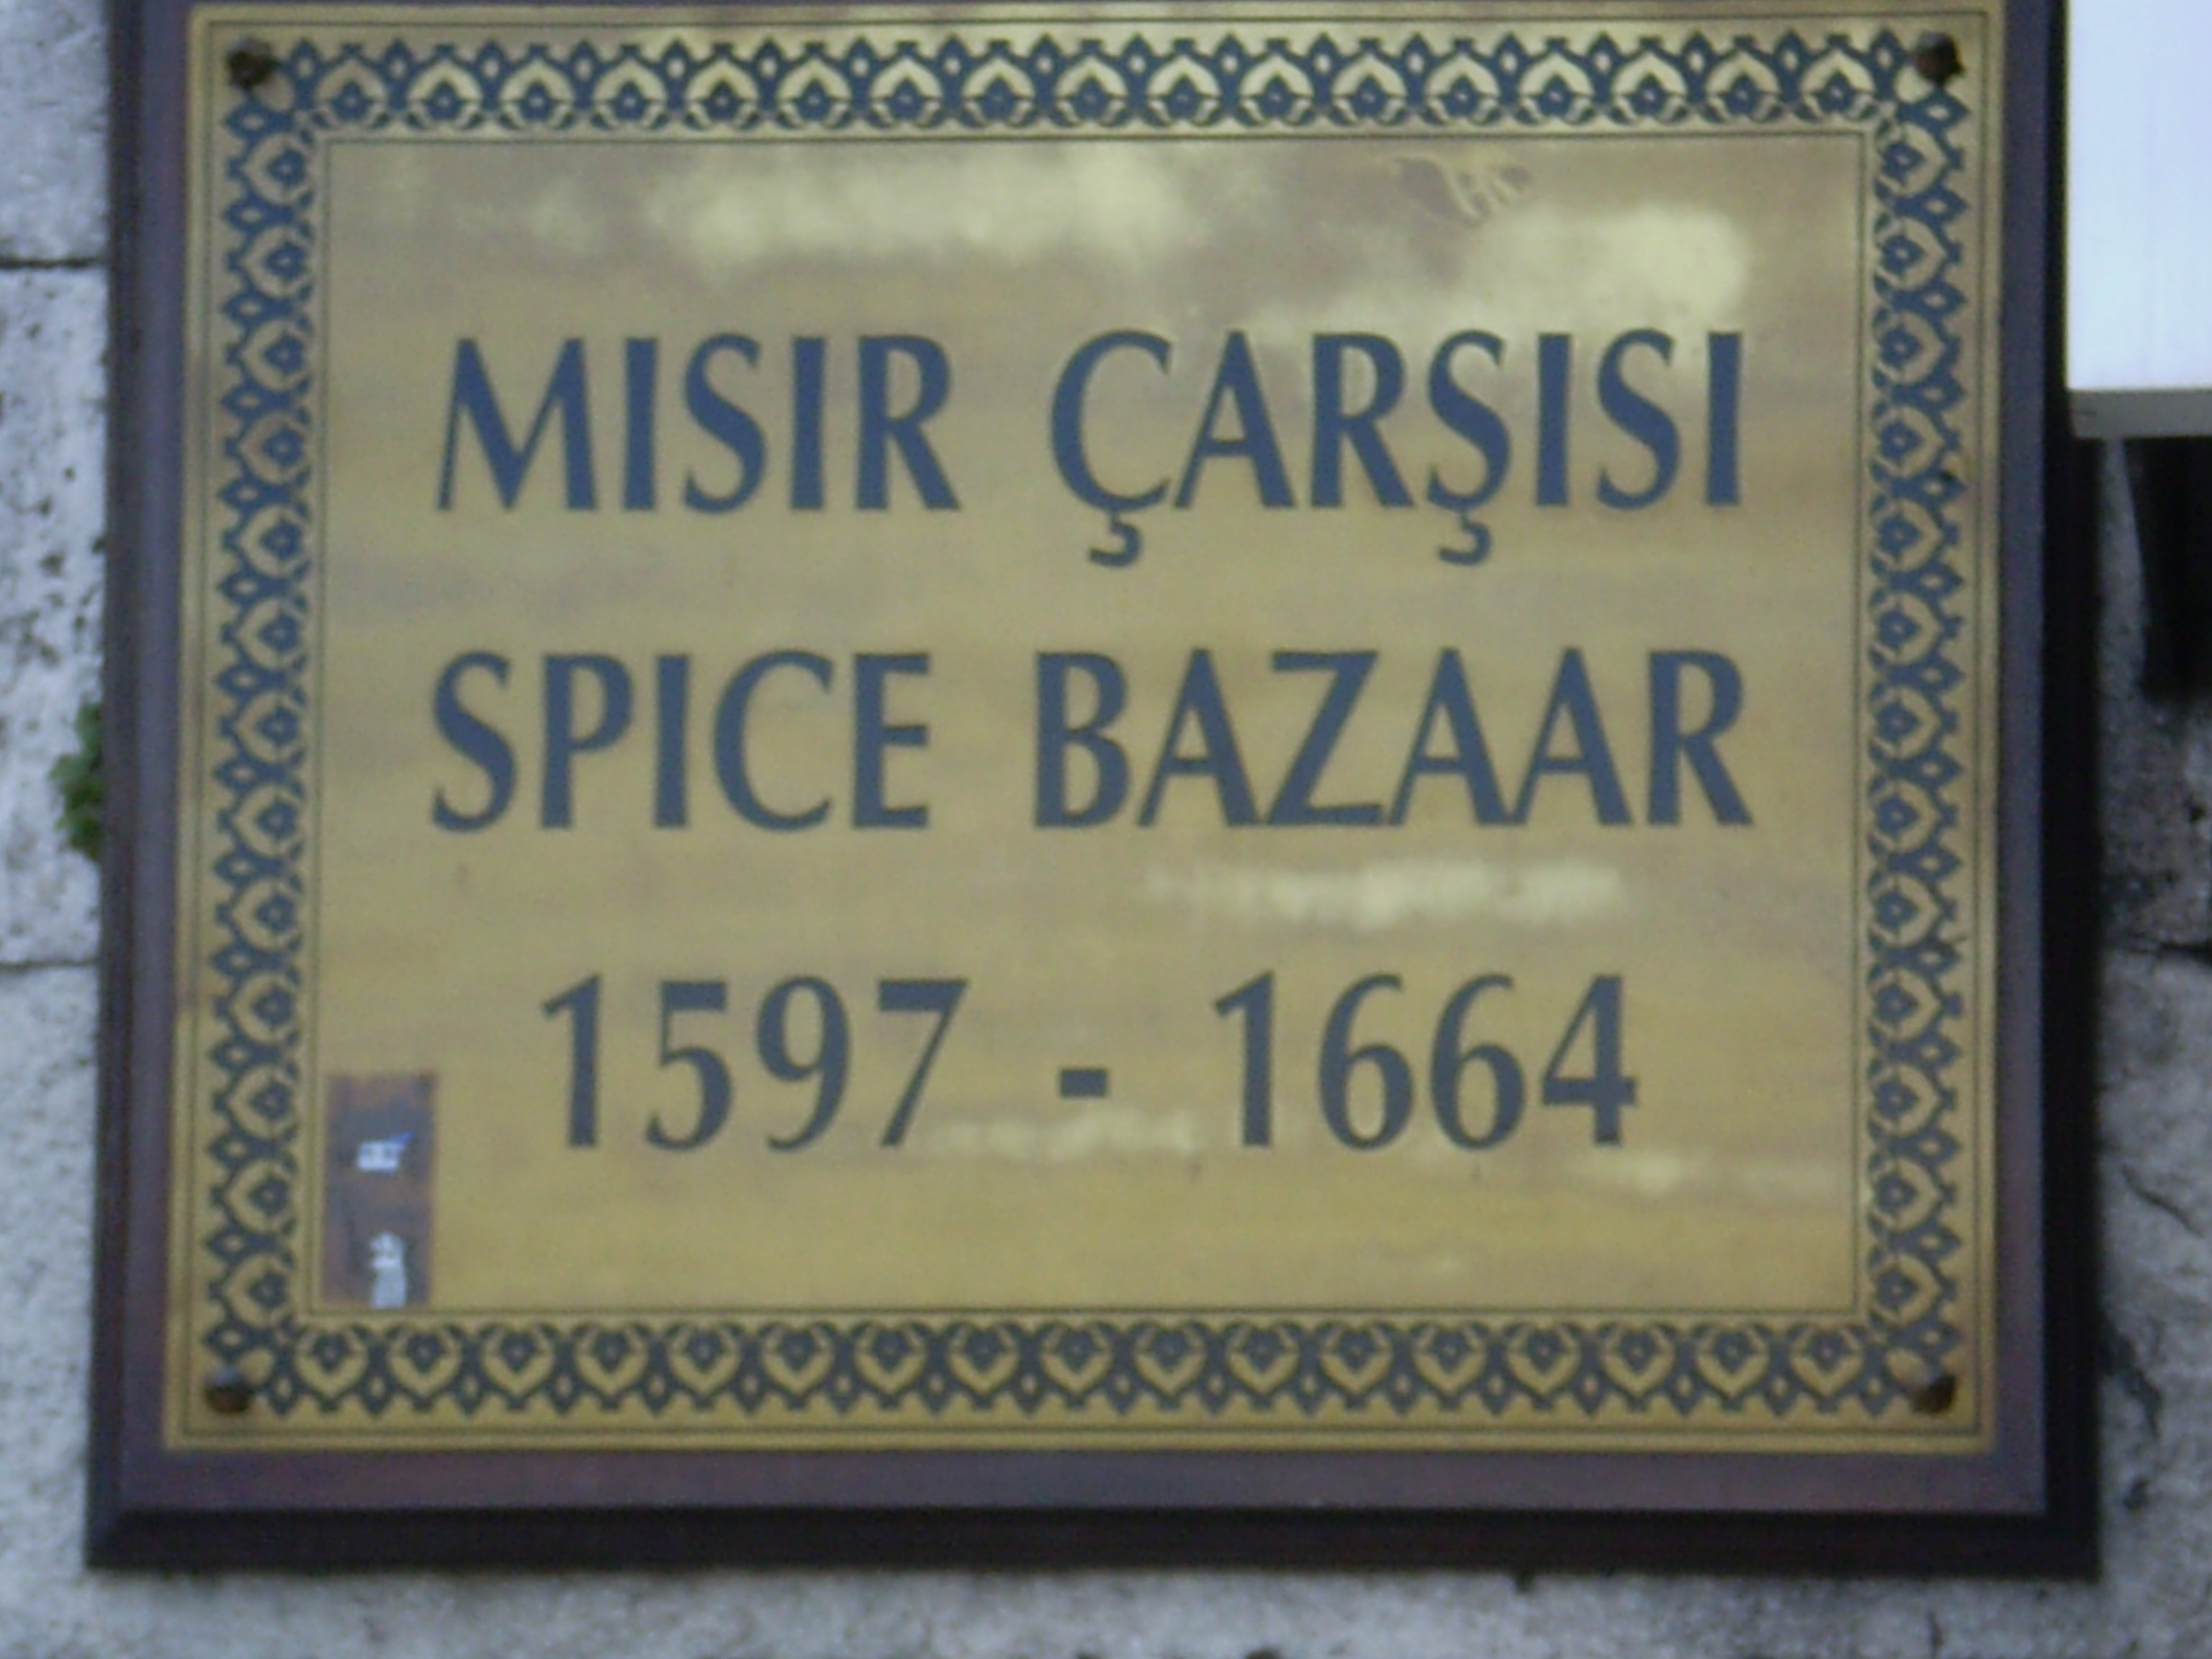 MISIR ÇARŞISI
SPICE BAZAAR
1597 - 1664